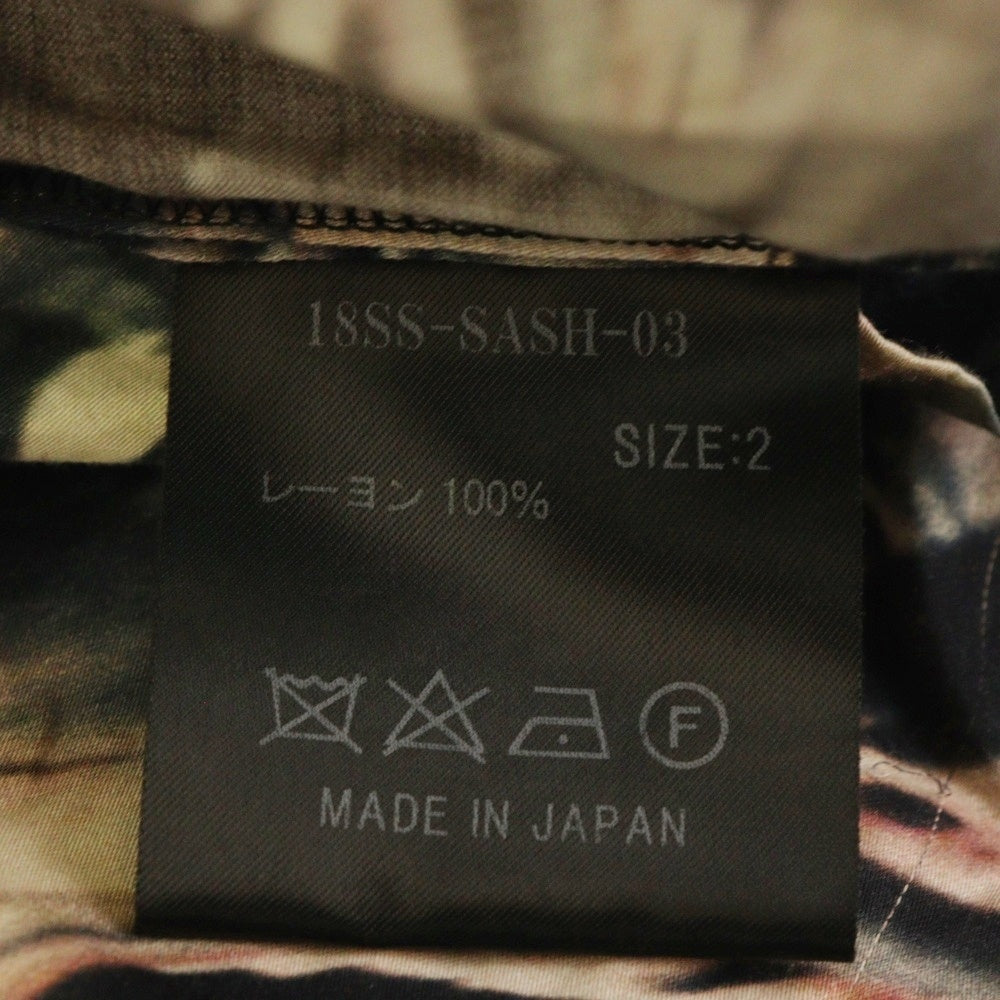 18SS-SASH-03
SIZE:2
レーヨン 100%
F
MADE IN JAPAN